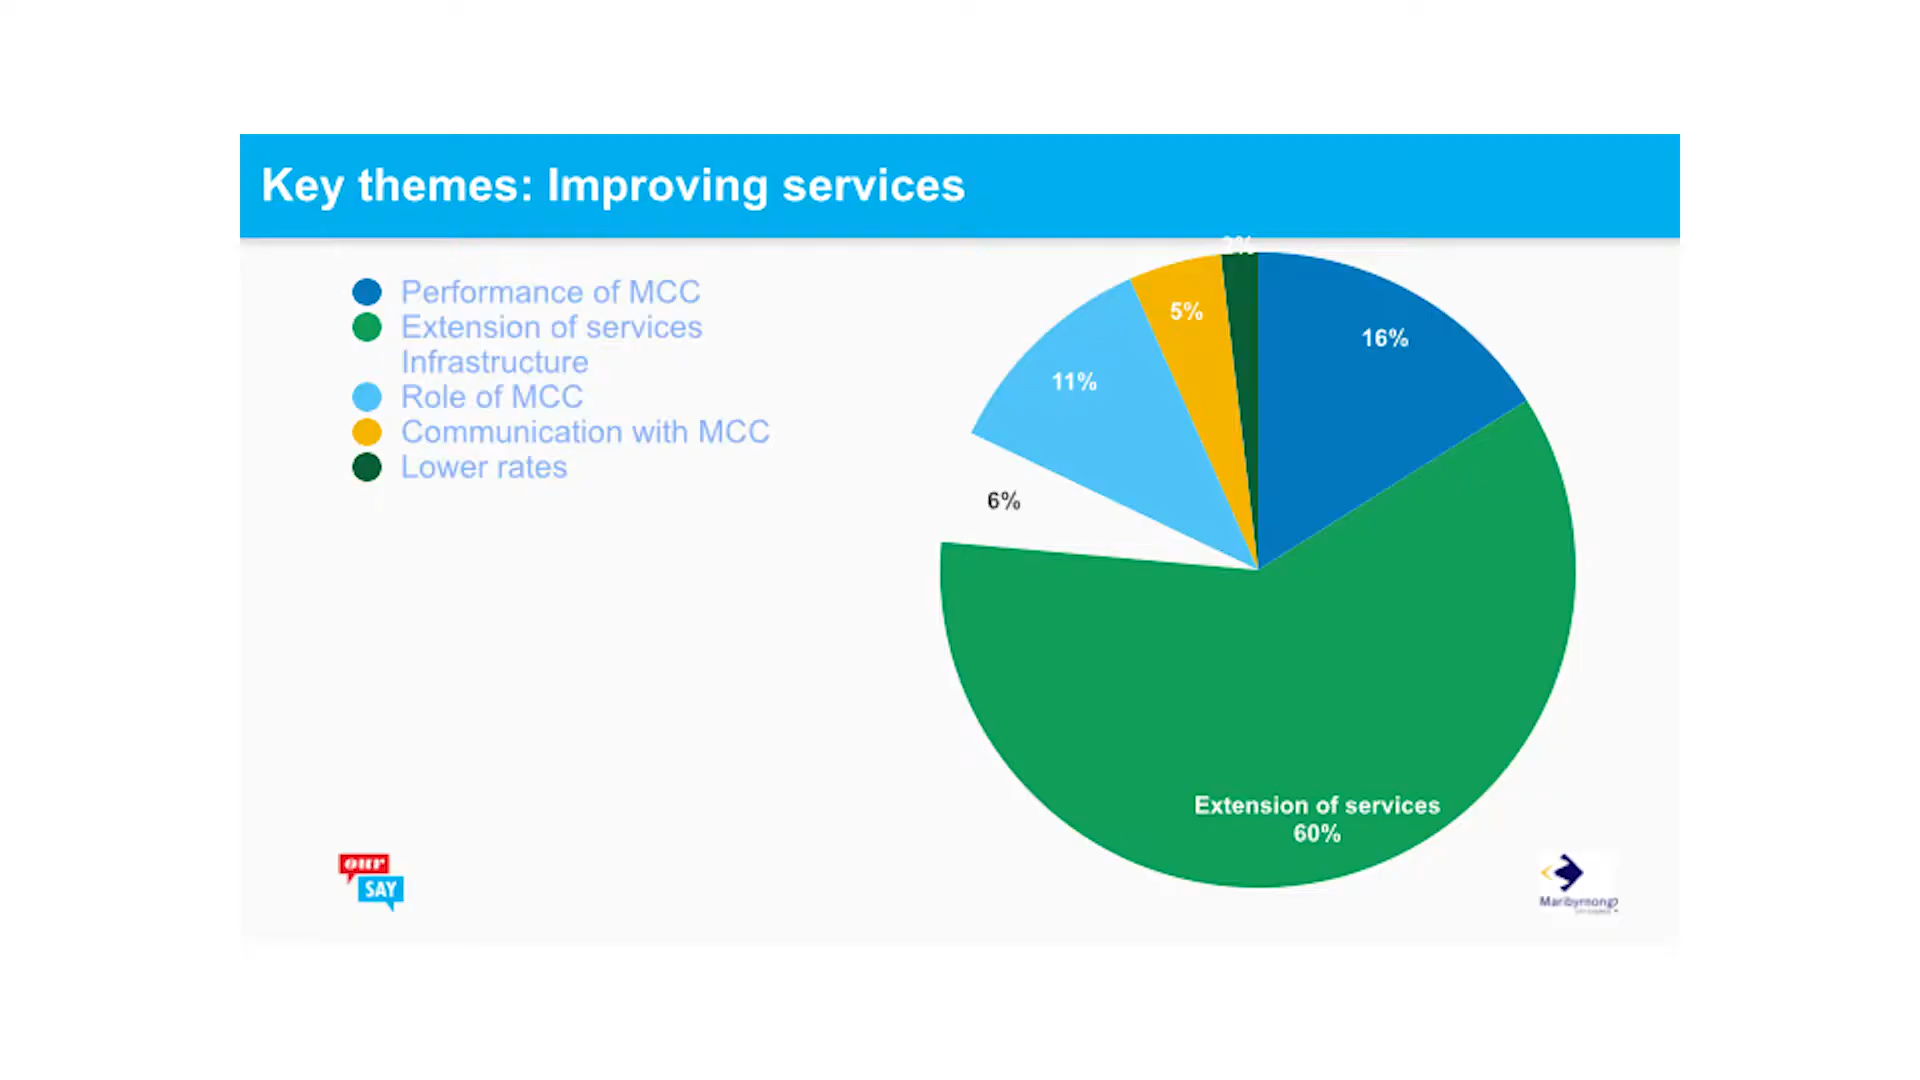 Key themes: Improving services
Performance of MCC
Extension of services
Infrastructure
Role of MCC
Communication with MCC
Lower rates
2%
5%
16%
11%
6%
Extension of services
60%
our
SAY
Maribyrnong